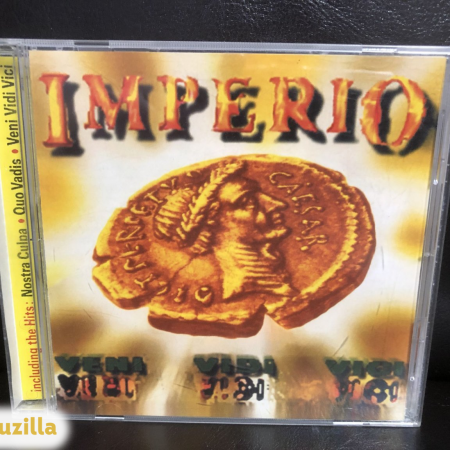 IMPERIO
CAESAR
VENI VIDI VICI
including the Hits: Nostra Culpa • Quo Vadis • Veni Vidi Vici
uzilla